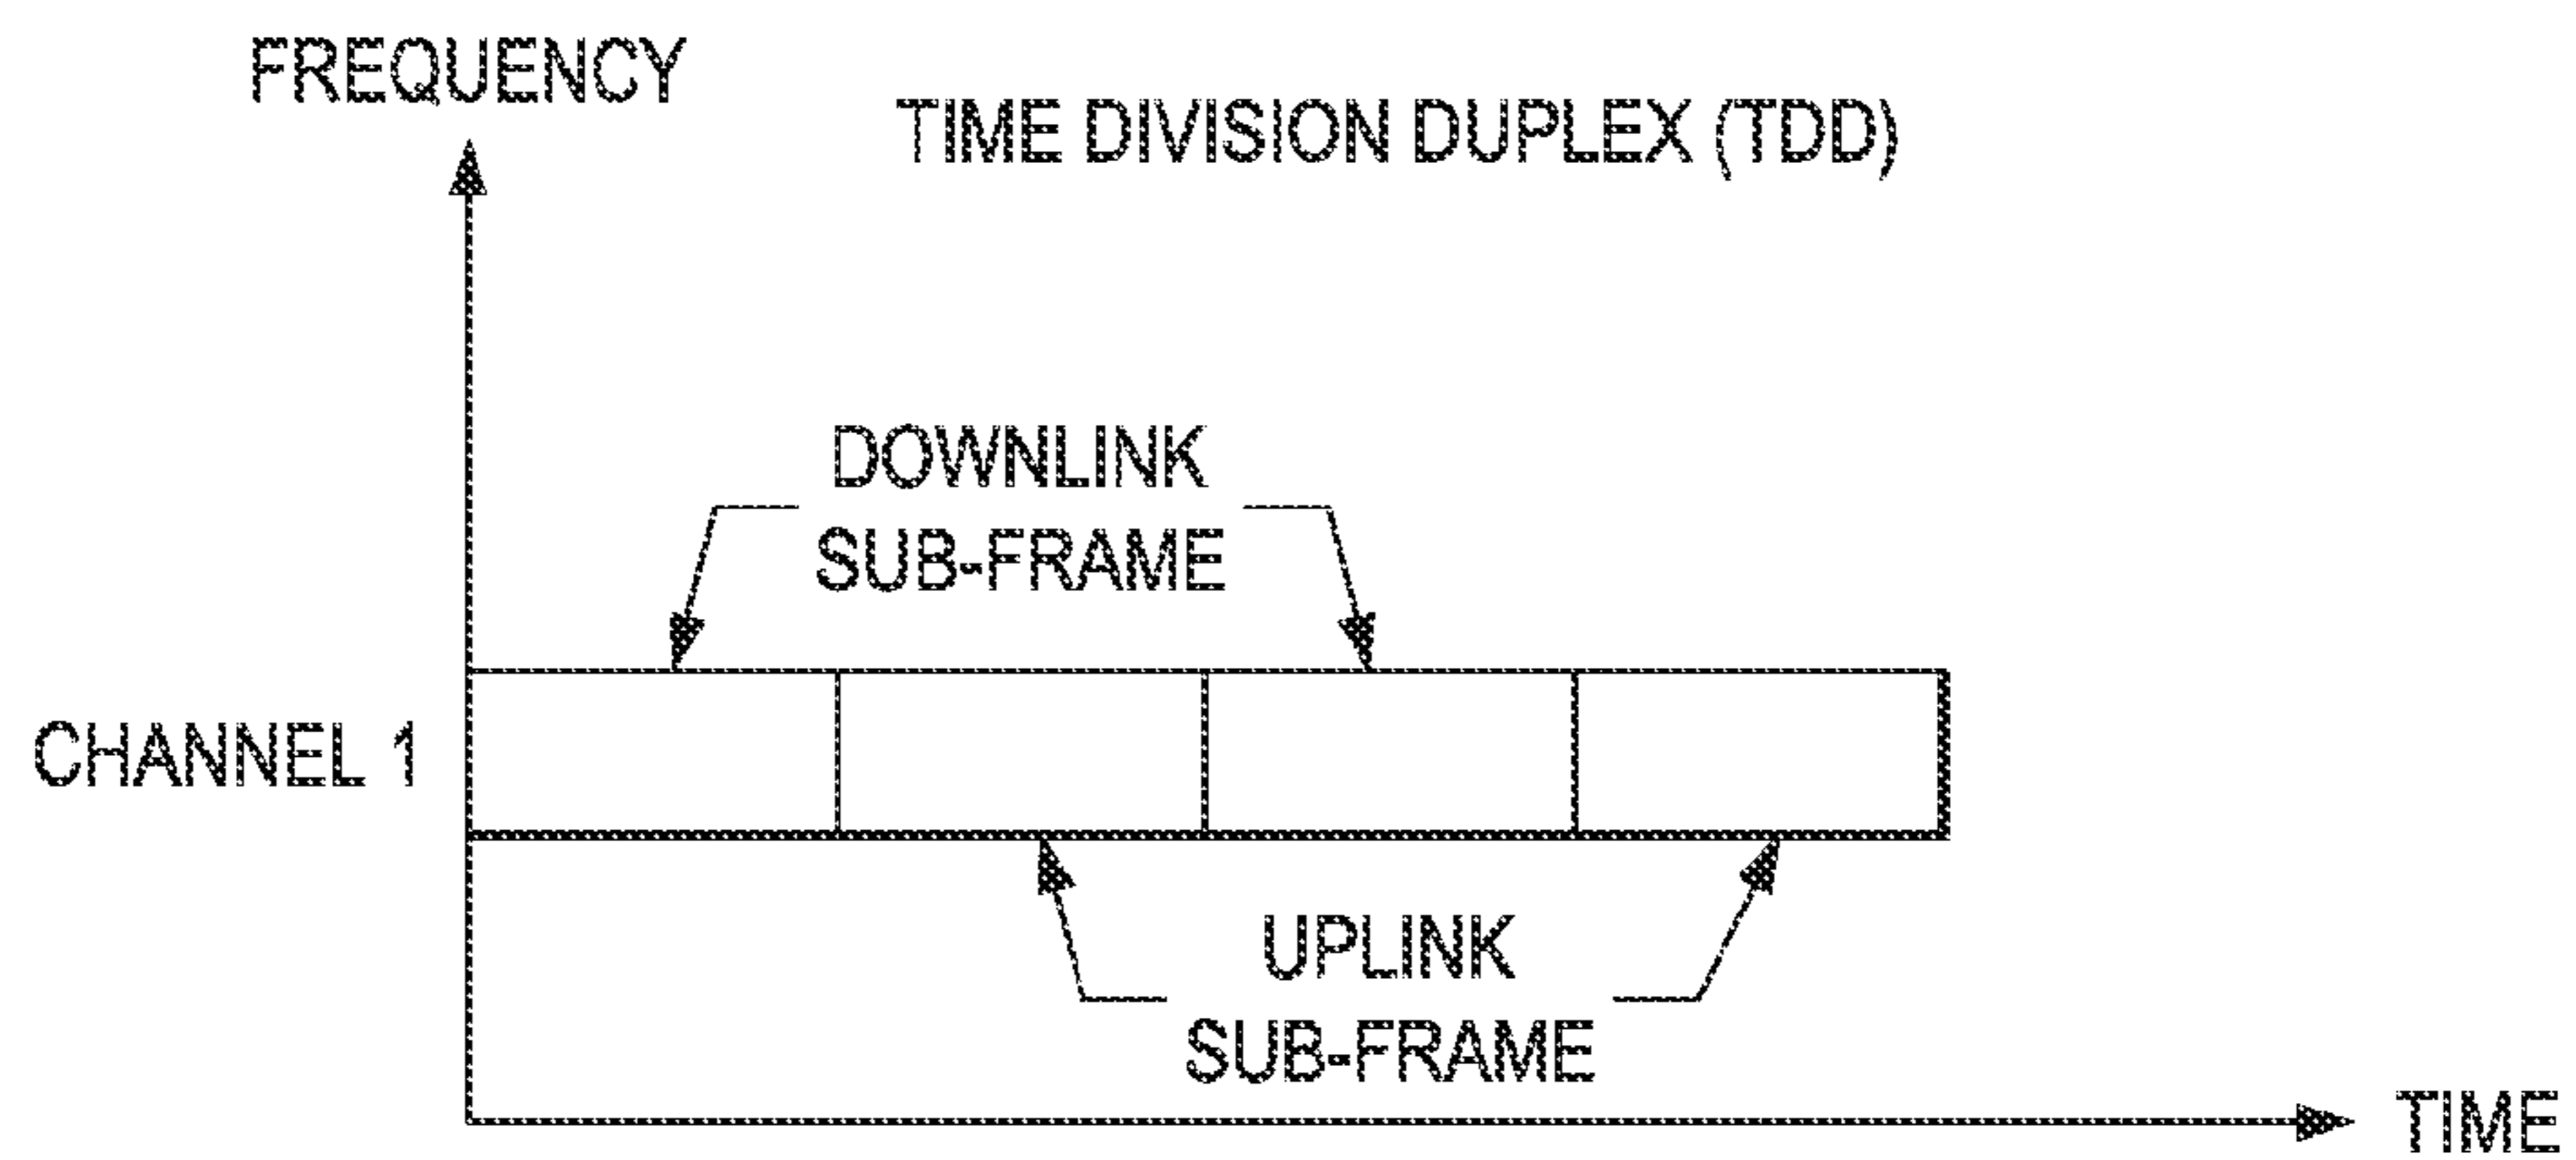 FREQUENCY
TIME DIVISION DUPLEX (TDD)
DOWNLINK
SUB-FRAME
CHANNEL 1
UPLINK
SUB-FRAME
TIME